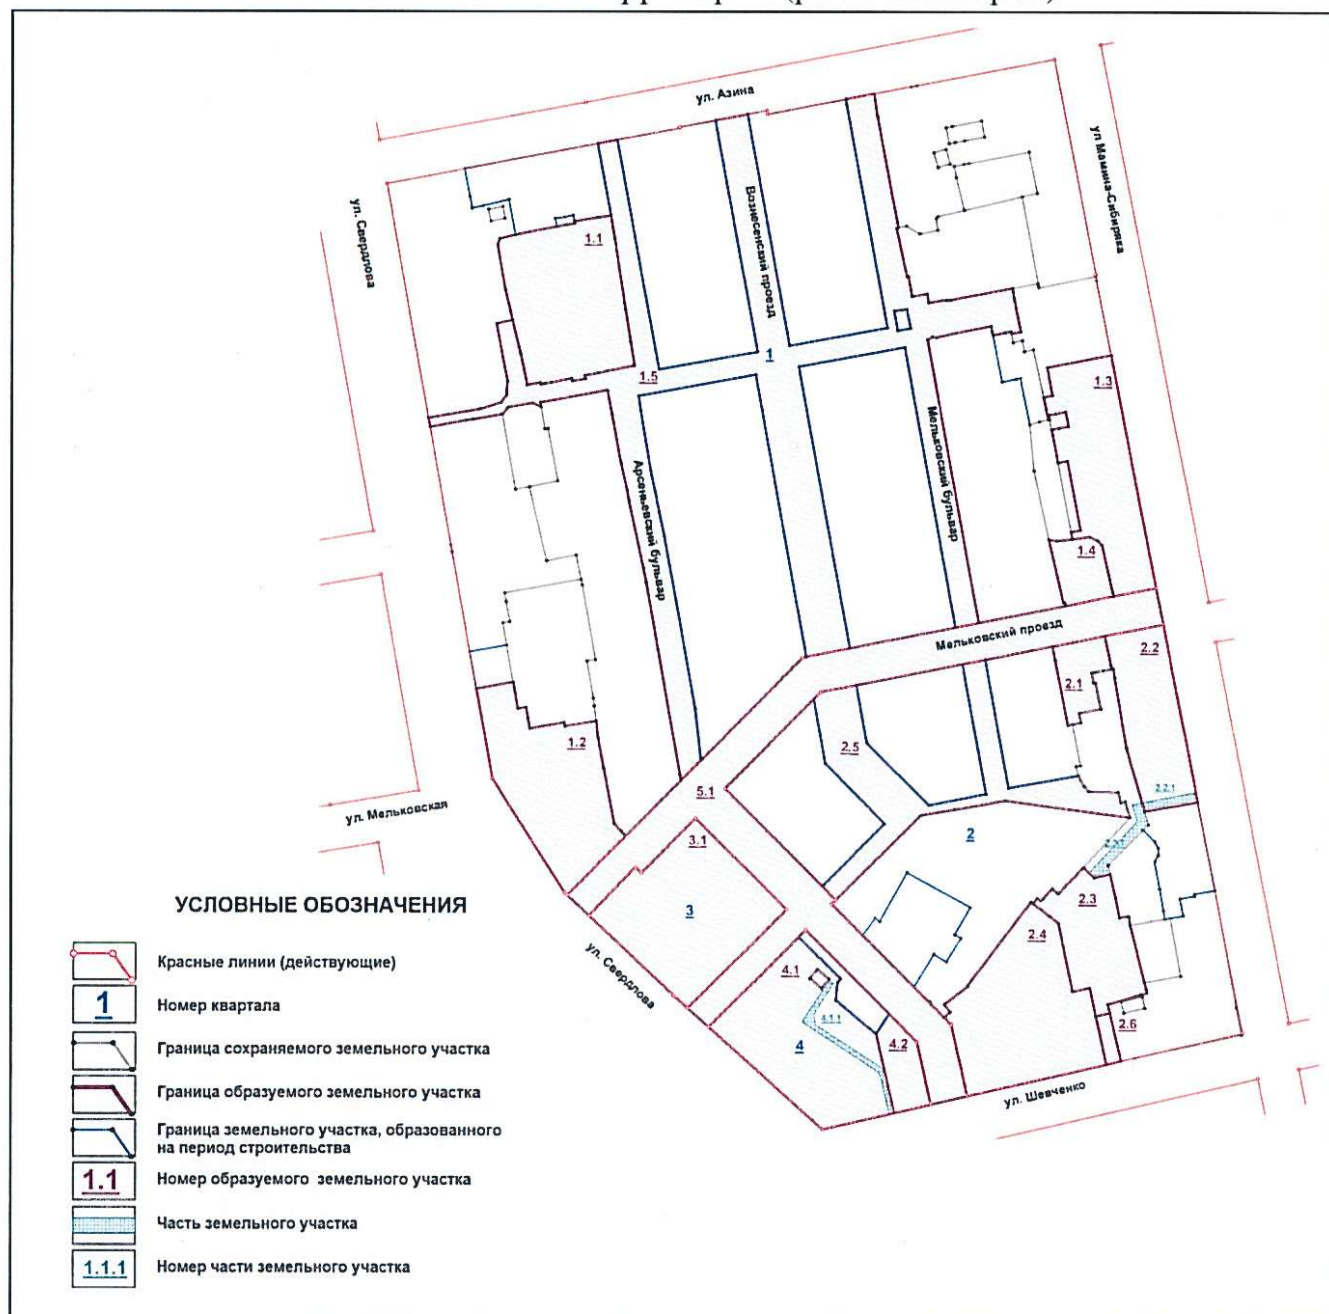 ул. Азина
ул Мамина-Сибиряка
ул. Свердлова
Вознесенский проезд
1.1
1
1.5
1.3
Мельковский бульвар
Арсеньевский бульвар
1.4
Мельковский проезд
2.2
2.1
1.2
2.5
5.1
2.2.1
ул. Мельковская
3.1
2
2.3
УСЛОВНЫЕ ОБОЗНАЧЕНИЯ
3
2.4
Красные линии (действующие)
ул. Свердлова
4.1
1
Номер квартала
4.1.1
4
4.2
2.6
Граница сохраняемого земельного участка
Граница образуемого земельного участка
ул. Шевченко
Граница земельного участка, образованного
на период строительства
1.1
Номер образуемого земельного участка
Часть земельного участка
1.1.1
Номер части земельного участка